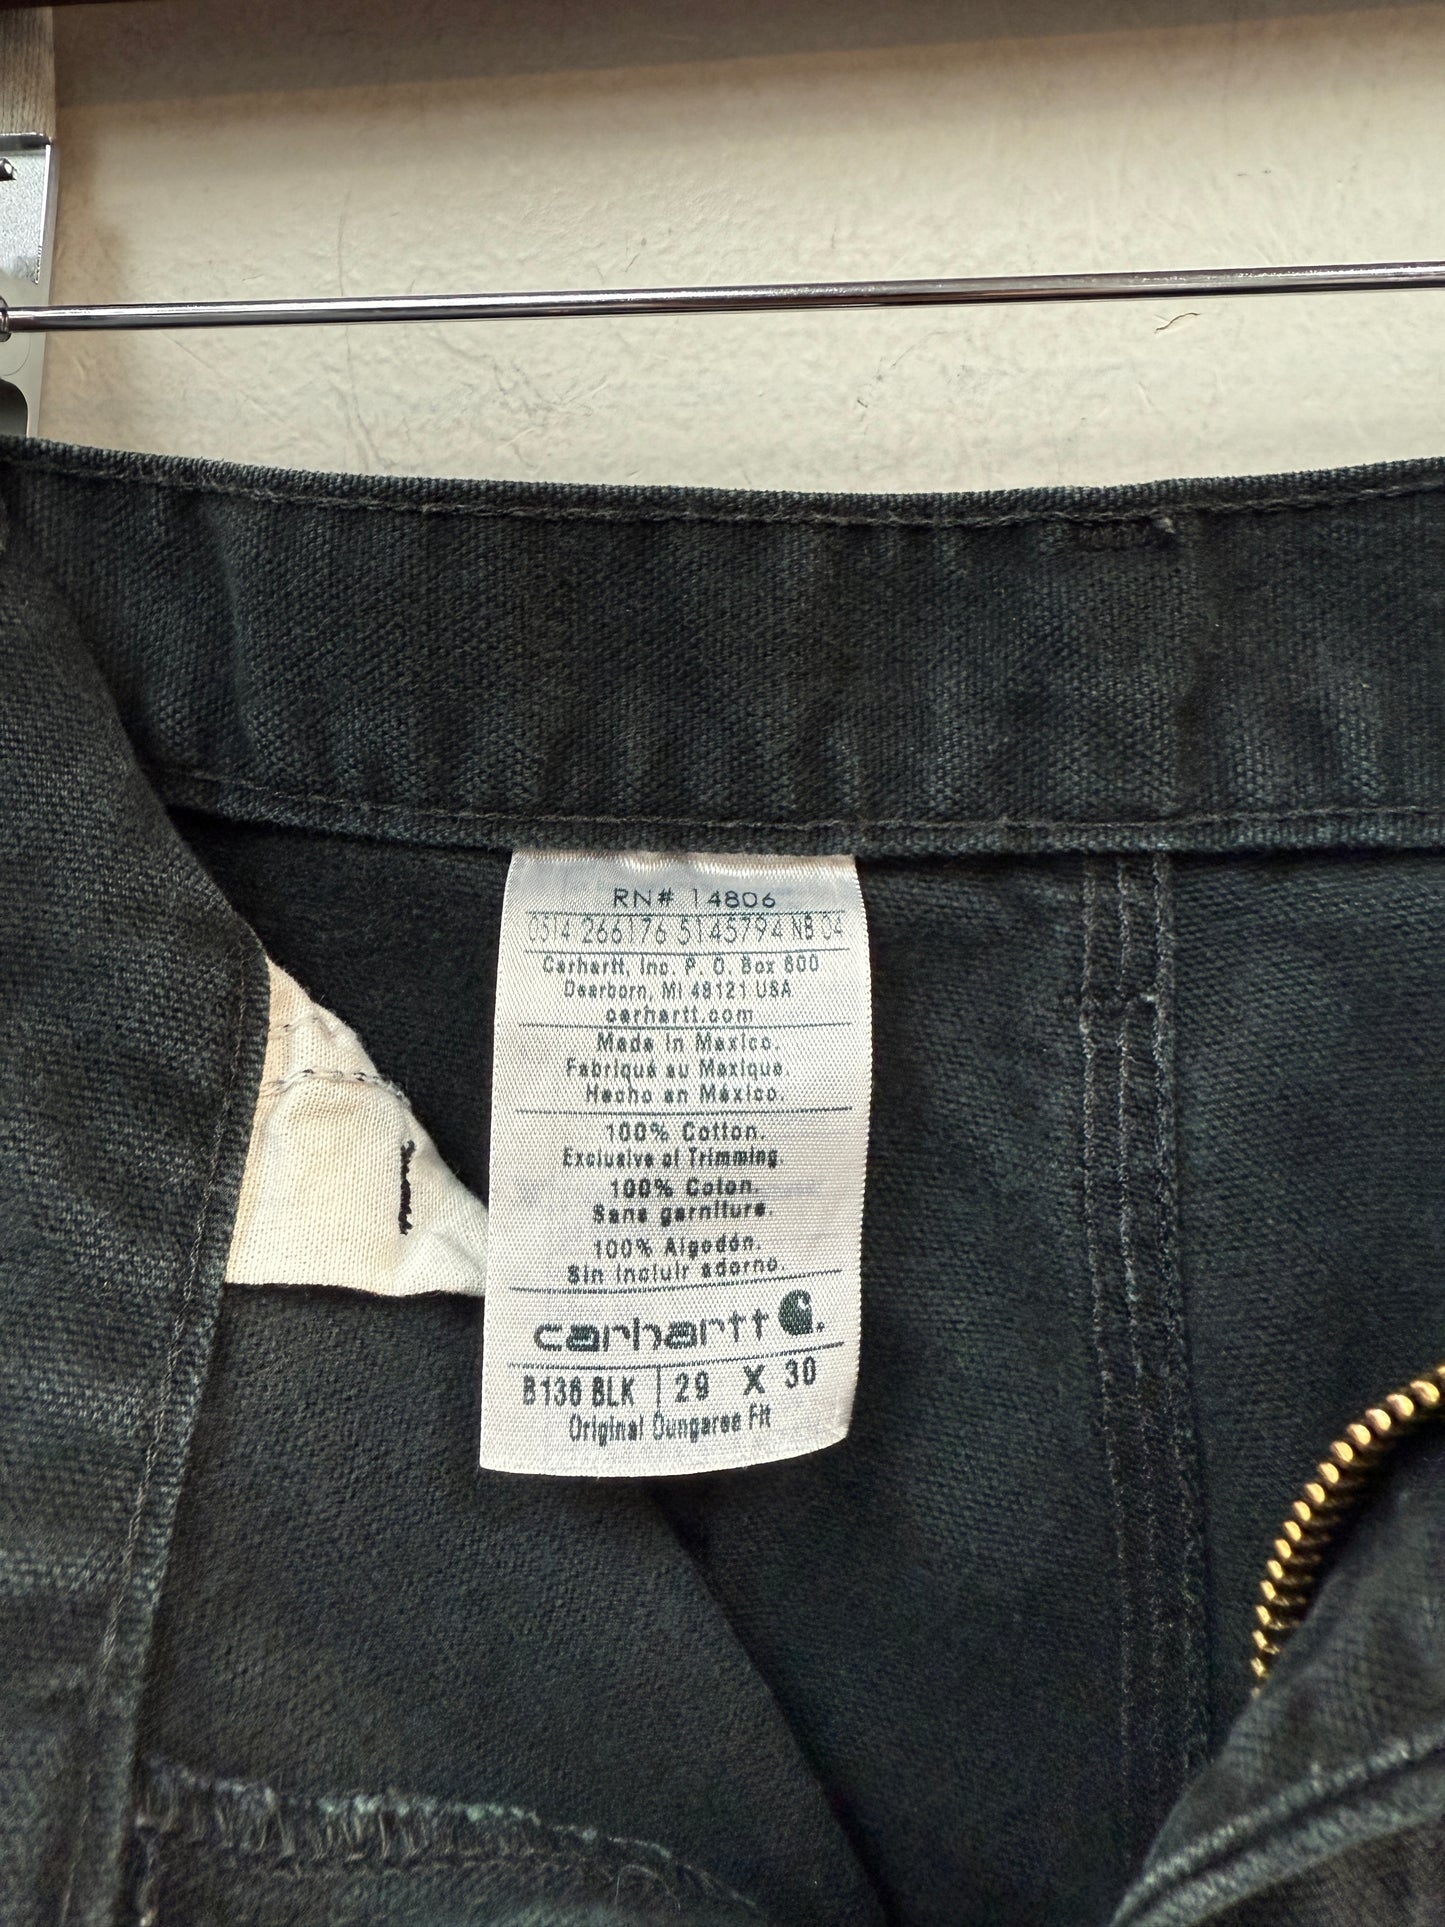 RN# 14806
0514 266176 5145794 NB 04
Carhartt, Inc. P. O. Box 600
Dearborn, MI 48121 USA
carhartt.com
Made in Mexico.
Fabriqué au Mexique.
Hecho en México.
100% Cotton.
Exclusive of Trimming
100% Coton.
Sans garniture.
100% Algodón.
Sin incluir adorno.
carhartt
B136 BLK | 29 X 30
Original Dungaree Fit